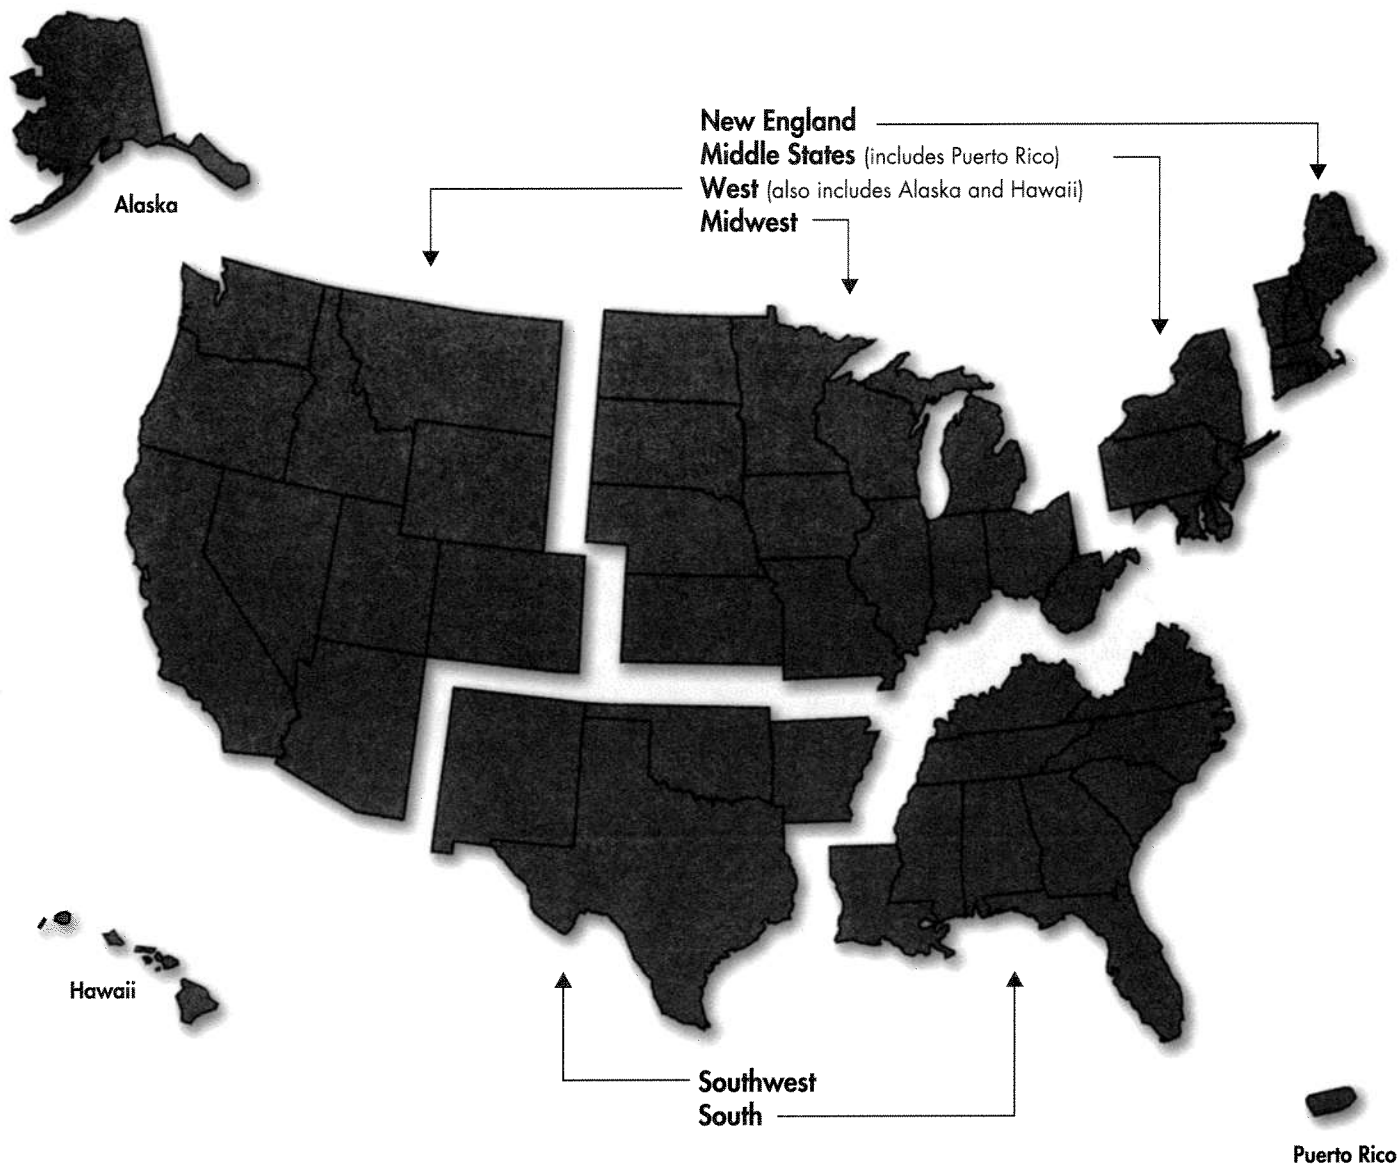 New England
Middle States (includes Puerto Rico)
West (also includes Alaska and Hawaii)
Midwest
Alaska
Hawaii
Southwest
South
Puerto Rico